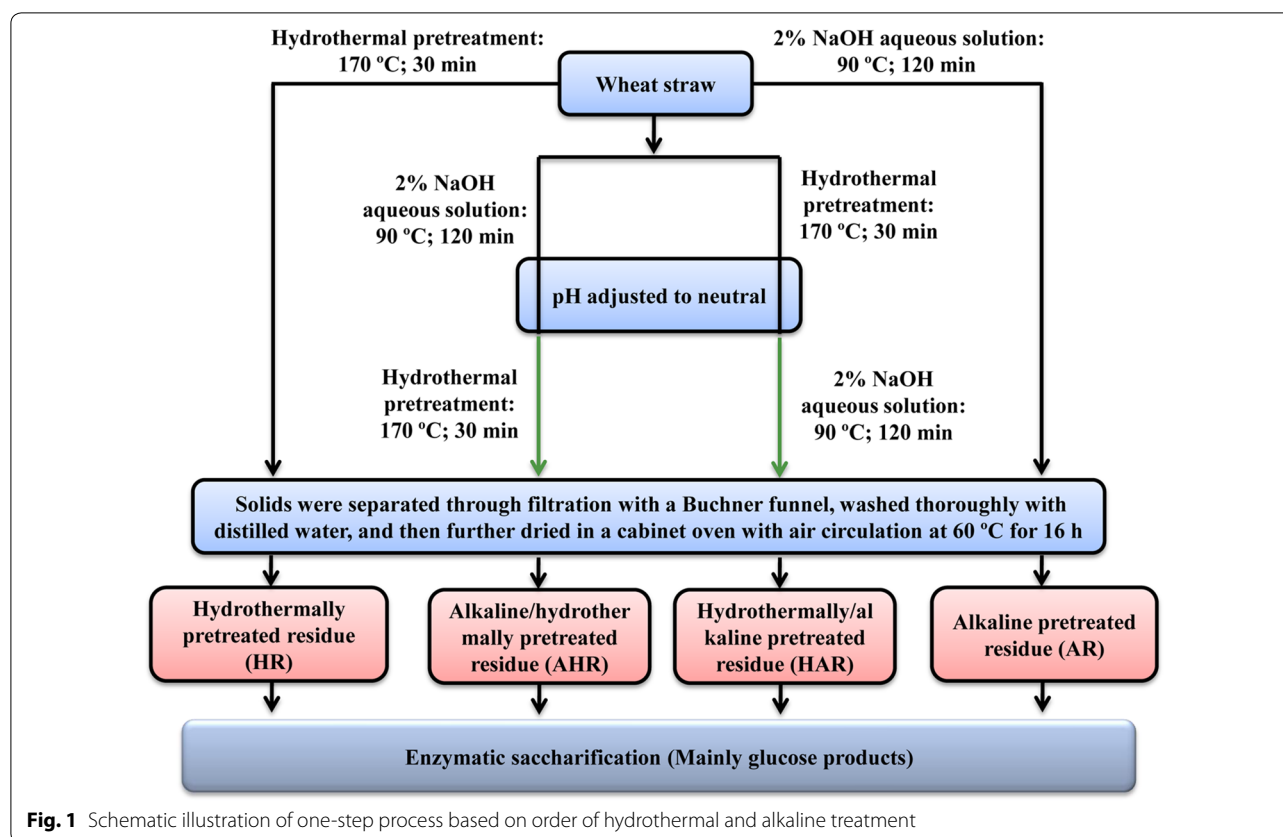 Hydrothermal pretreatment:
170 ºC; 30 min
2% NaOH aqueous solution:
90 ºC; 120 min
Wheat straw
2% NaOH
aqueous solution:
90 ºC; 120 min
Hydrothermal
pretreatment:
170 ºC; 30 min
pH adjusted to neutral
Hydrothermal
pretreatment:
170 ºC; 30 min
2% NaOH
aqueous solution:
90 ºC; 120 min
Solids were separated through filtration with a Buchner funnel, washed thoroughly with
distilled water, and then further dried in a cabinet oven with air circulation at 60 ºC for 16 h
Hydrothermally
pretreated residue
(HR)
Alkaline/hydrother
mally pretreated
residue (AHR)
Hydrothermally/al
kaline pretreated
residue (HAR)
Alkaline pretreated
residue (AR)
Enzymatic saccharification (Mainly glucose products)
Fig. 1 Schematic illustration of one-step process based on order of hydrothermal and alkaline treatment